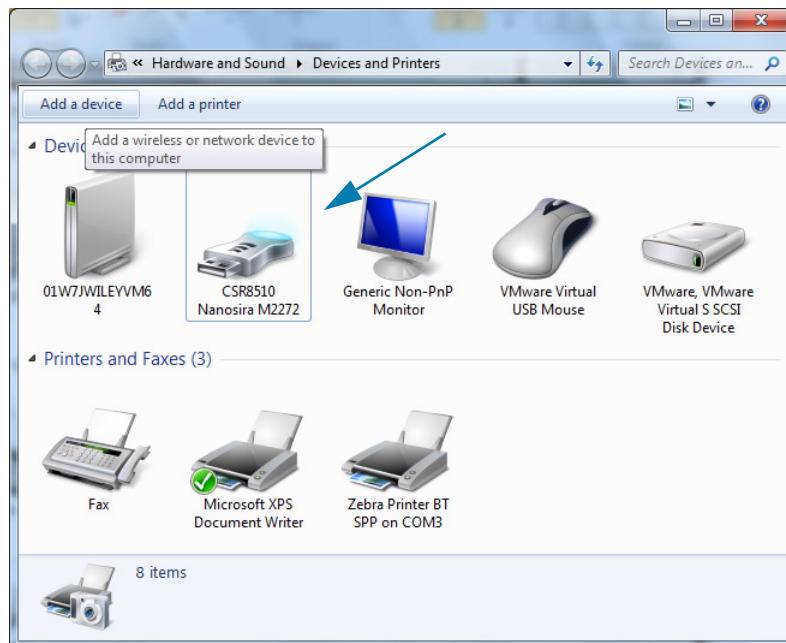 « Hardware and Sound ▸ Devices and Printers
Search Devices an...
Add a device
Add a printer
Devic
Add a wireless or network device to
this computer
01W7JWILEYVM6
4
CSR8510
Nanosira M2272
Generic Non-PnP
Monitor
VMware Virtual
USB Mouse
VMware, VMware
Virtual S SCSI
Disk Device
Printers and Faxes (3)
Fax
Microsoft XPS
Document Writer
Zebra Printer BT
SPP on COM3
8 items